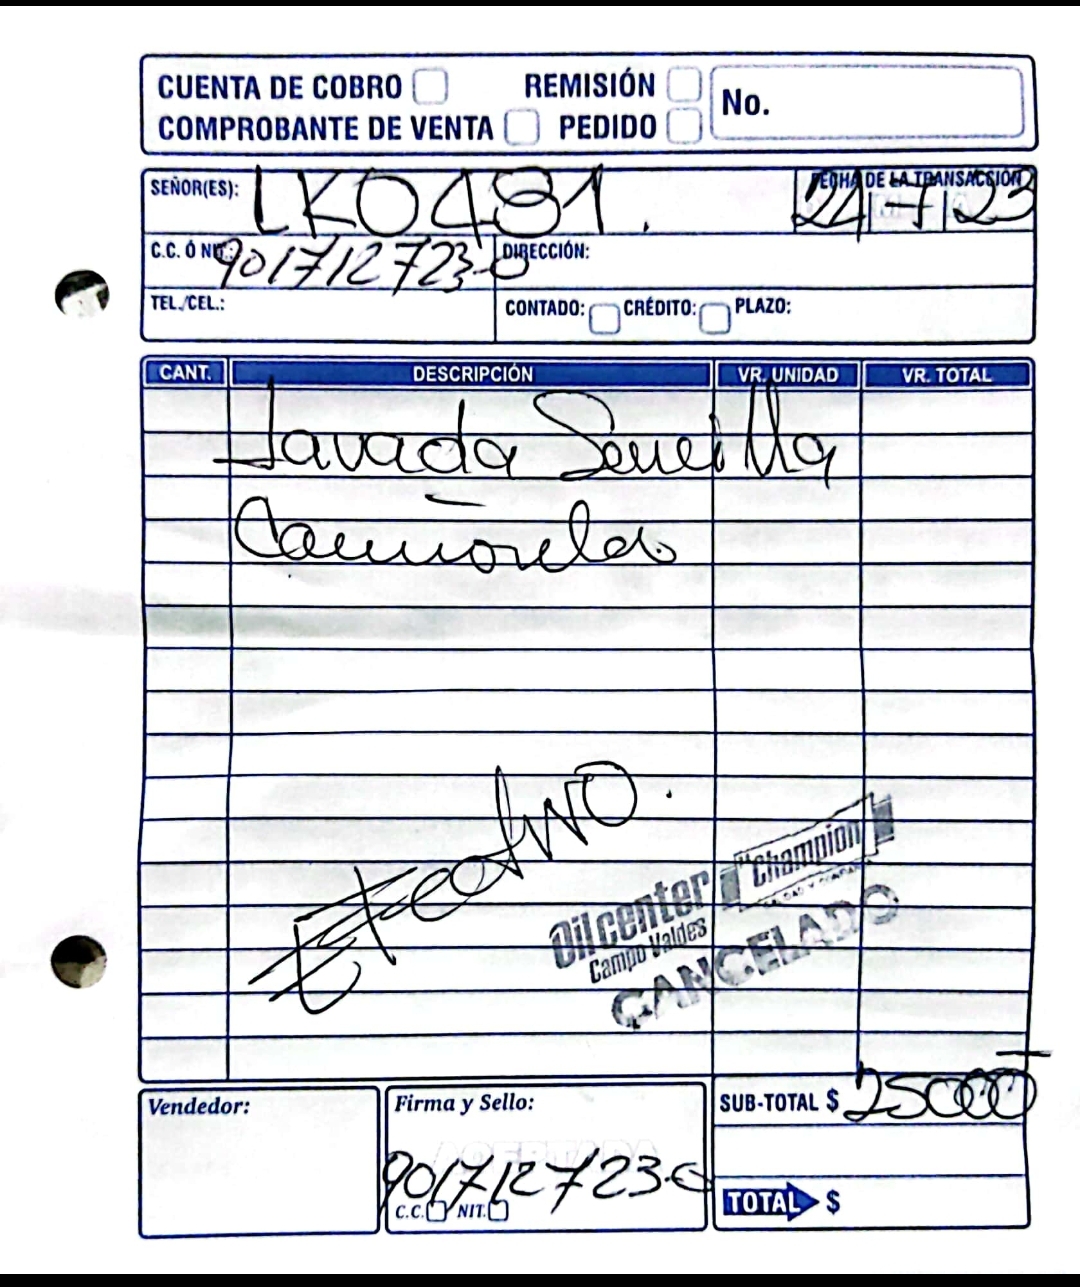 CUENTA DE COBRO REMISIÓN No.
COMPROBANTE DE VENTA PEDIDO
SEÑOR(ES): LKO481. FECHA DE LA TRANSACCIÓN
24 7 23
C.C. Ó NIT.: 901712723-0 DIRECCIÓN:
TEL./CEL.: CONTADO: CRÉDITO: PLAZO:
CANT. DESCRIPCIÓN VR. UNIDAD VR. TOTAL
Lavada Sencilla
Camioneta
Efectivo.
"Champion
Oil center
Campo Valdes
CANCELADO
Vendedor: Firma y Sello: SUB-TOTAL $ 25000
901712723-0
C.C. NIT. TOTAL $